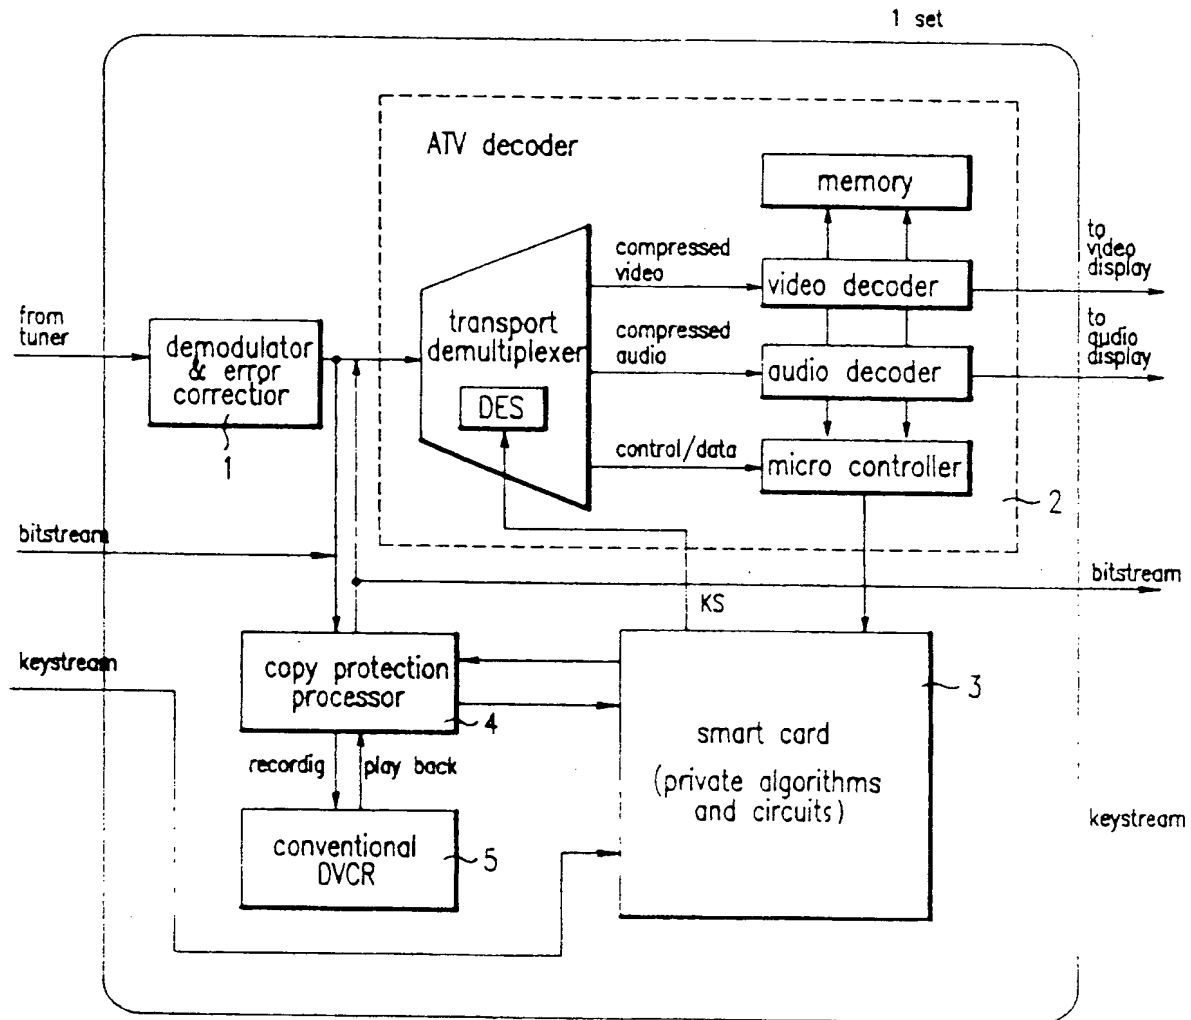 1 set
ATV decoder
memory
compressed
video
to
video
display
video decoder
from
tuner
transport
demultiplexer
compressed
audio
to
audio
display
demodulator
& error
correction
audio decoder
DES
1
control/data
micro controller
2
bitstream
bitstream
KS
keystream
copy protection
processor
4
3
smart card
(private algorithms
and circuits)
recordig
play back
keystream
conventional
DVCR
5